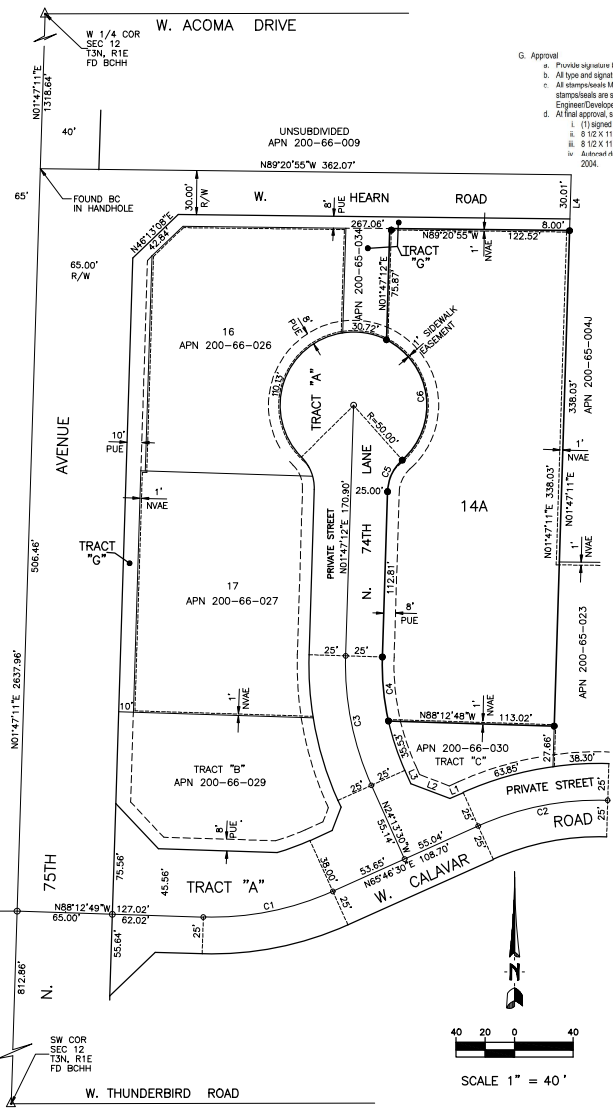 W. ACOMA DRIVE
W 1/4 COR
SEC 12
T3N, R1E
FD BCHH
N01°47'11"E
1318.64'
G. Approval
a. Provide signature
b. All type and signat
c. All stamps/seals M
stamps/seals are s
Engineer/Develope
d. At final approval, s
i. (1) signed
ii. 8 1/2 X 11
iii. 8 1/2 X 11
iv. Autocad d
2004.
40'
UNSUBDIVIDED
APN 200-66-009
N89°20'55"W 362.07'
65'
FOUND BC
IN HANDHOLE
30.00'
R/W
W. HEARN ROAD
8'
PUE
30.01'
L4
N46°13'08"E
42.84'
267.06'
8.00'
N89°20'55"W
122.52'
1'
NVAE
TRACT
"G"
APN 200-65-034
N01°47'12"E
75.87'
65.00'
R/W
16
APN 200-66-026
8'
PUE
30.72'
1' SIDEWALK
EASEMENT
110.13'
TRACT "A"
C6
R=50.00'
APN 200-65-004J
338.03'
N01°47'11"E
AVENUE
10'
PUE
1'
NVAE
C5
25.00'
14A
1'
NVAE
N01°47'11"E 338.03'
1'
NVAE
TRACT
"G"
506.46'
PRIVATE STREET
N01°47'12"E 170.90'
N. 74TH LANE
112.81'
8'
PUE
17
APN 200-66-027
APN 200-65-023
N01°47'11"E 2637.96'
25' 25'
10'
1'
NVAE
C4
C3
N88°12'48"W 113.02'
1'
NVAE
APN 200-66-030
TRACT "C"
27.66'
35.53'
L3
L2
L1
63.85'
38.30'
PRIVATE STREET
25'
TRACT "B"
APN 200-66-029
25'
25'
N24°13'30"W
55.14'
C2
25'
ROAD
8'
PUE
25'
55.04'
38.00'
53.65'
N65°46'30"E 108.70'
25'
W. CALAVAR
75.56'
45.56'
TRACT "A"
75TH
N88°12'49"W 127.02'
65.00'
62.02'
C1
25'
25'
55.64'
812.86'
N.
N
SW COR
SEC 12
T3N, R1E
FD BCHH
W. THUNDERBIRD ROAD
40 20 0 40
SCALE 1" = 40'